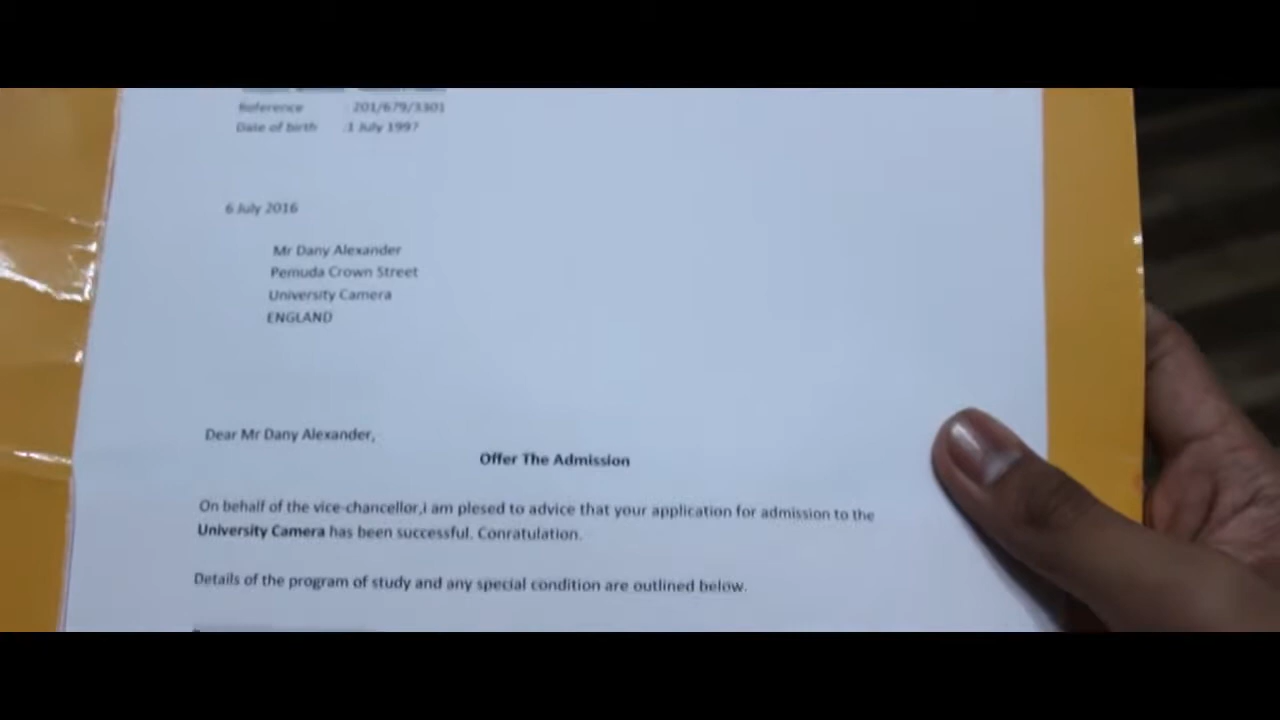 Reference : 201/679/3301
Date of birth :1 July 1997
6 July 2016
Mr Dany Alexander
Pemuda Crown Street
University Camera
ENGLAND
Dear Mr Dany Alexander,
Offer The Admission
On behalf of the vice-chancellor,i am plesed to advice that your application for admission to the
University Camera has been successful. Conratulation.
Details of the program of study and any special condition are outlined below.